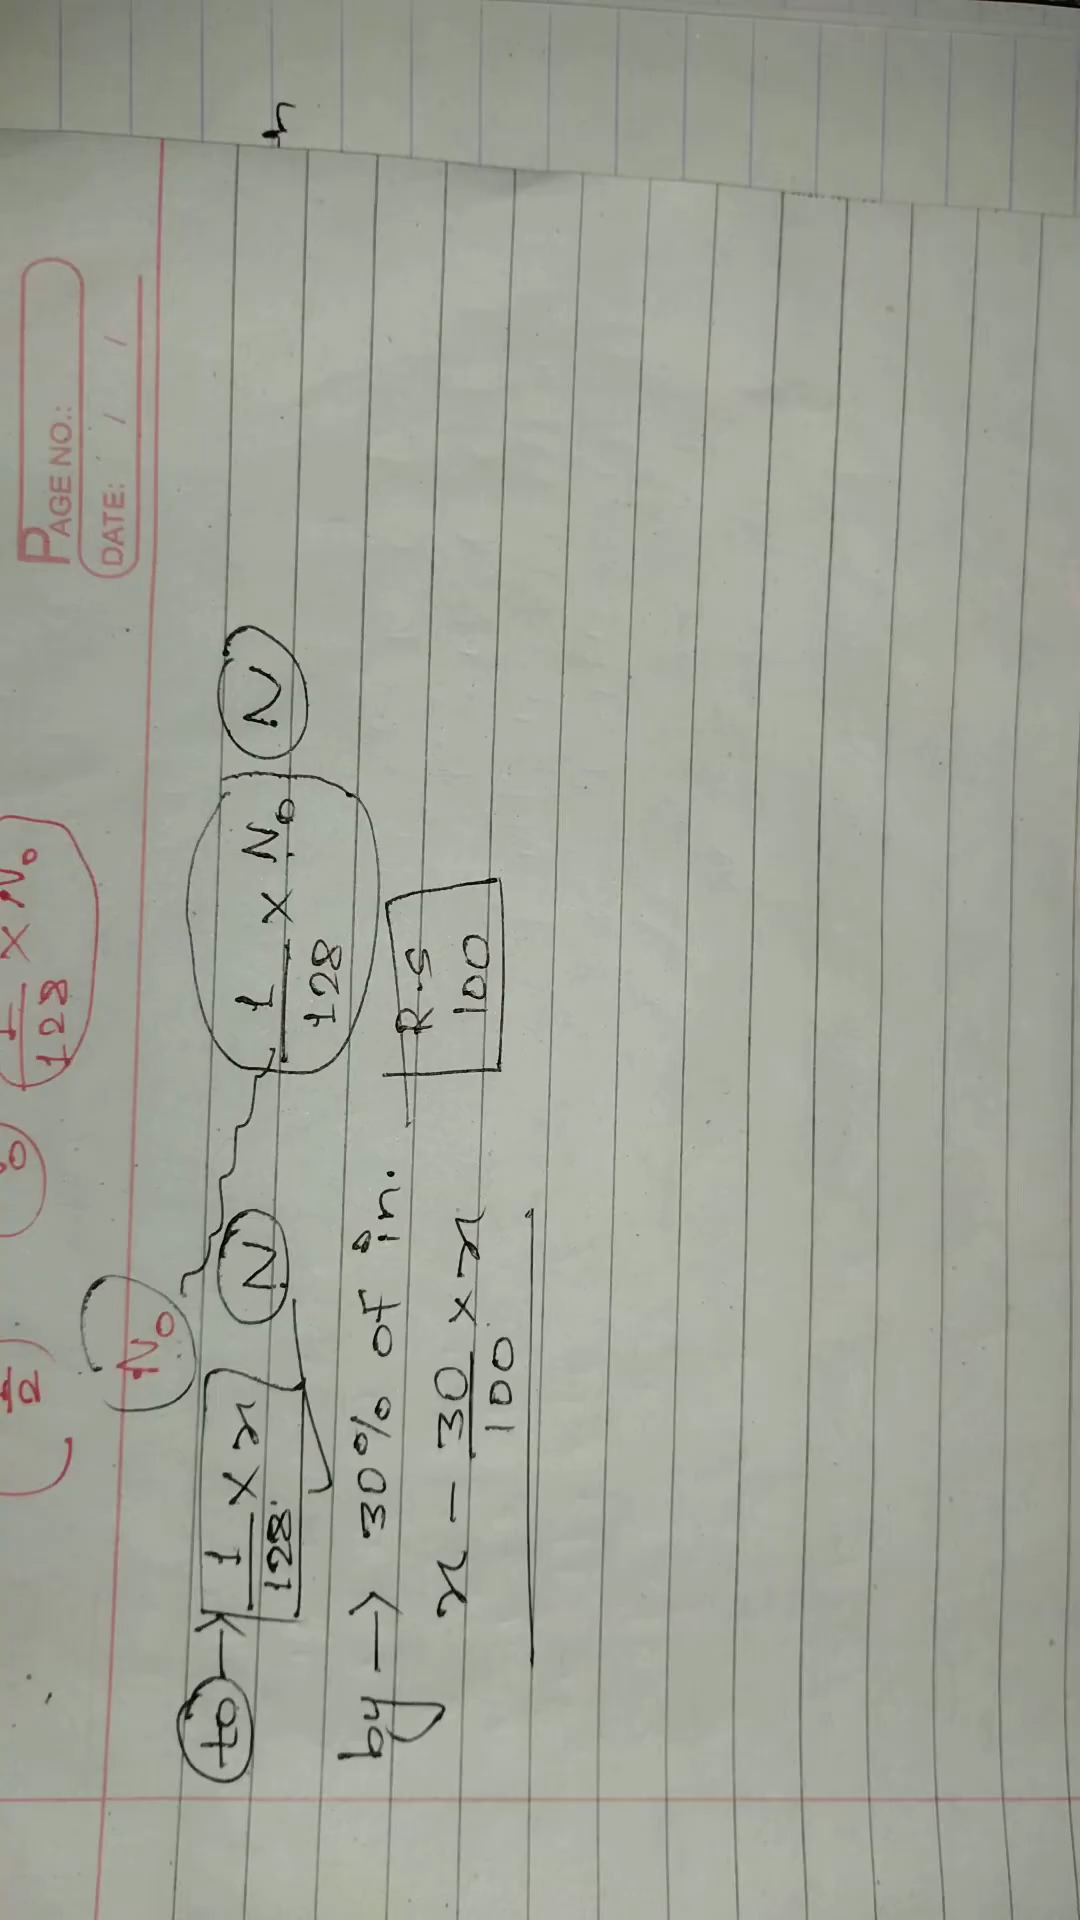 PAGE NO.:
DATE: / /
1/128 × N₀
N₀
to → 1/128 × x N
1/128 × N₀ N
by → 30% of in.
x - 30/100 × x
100